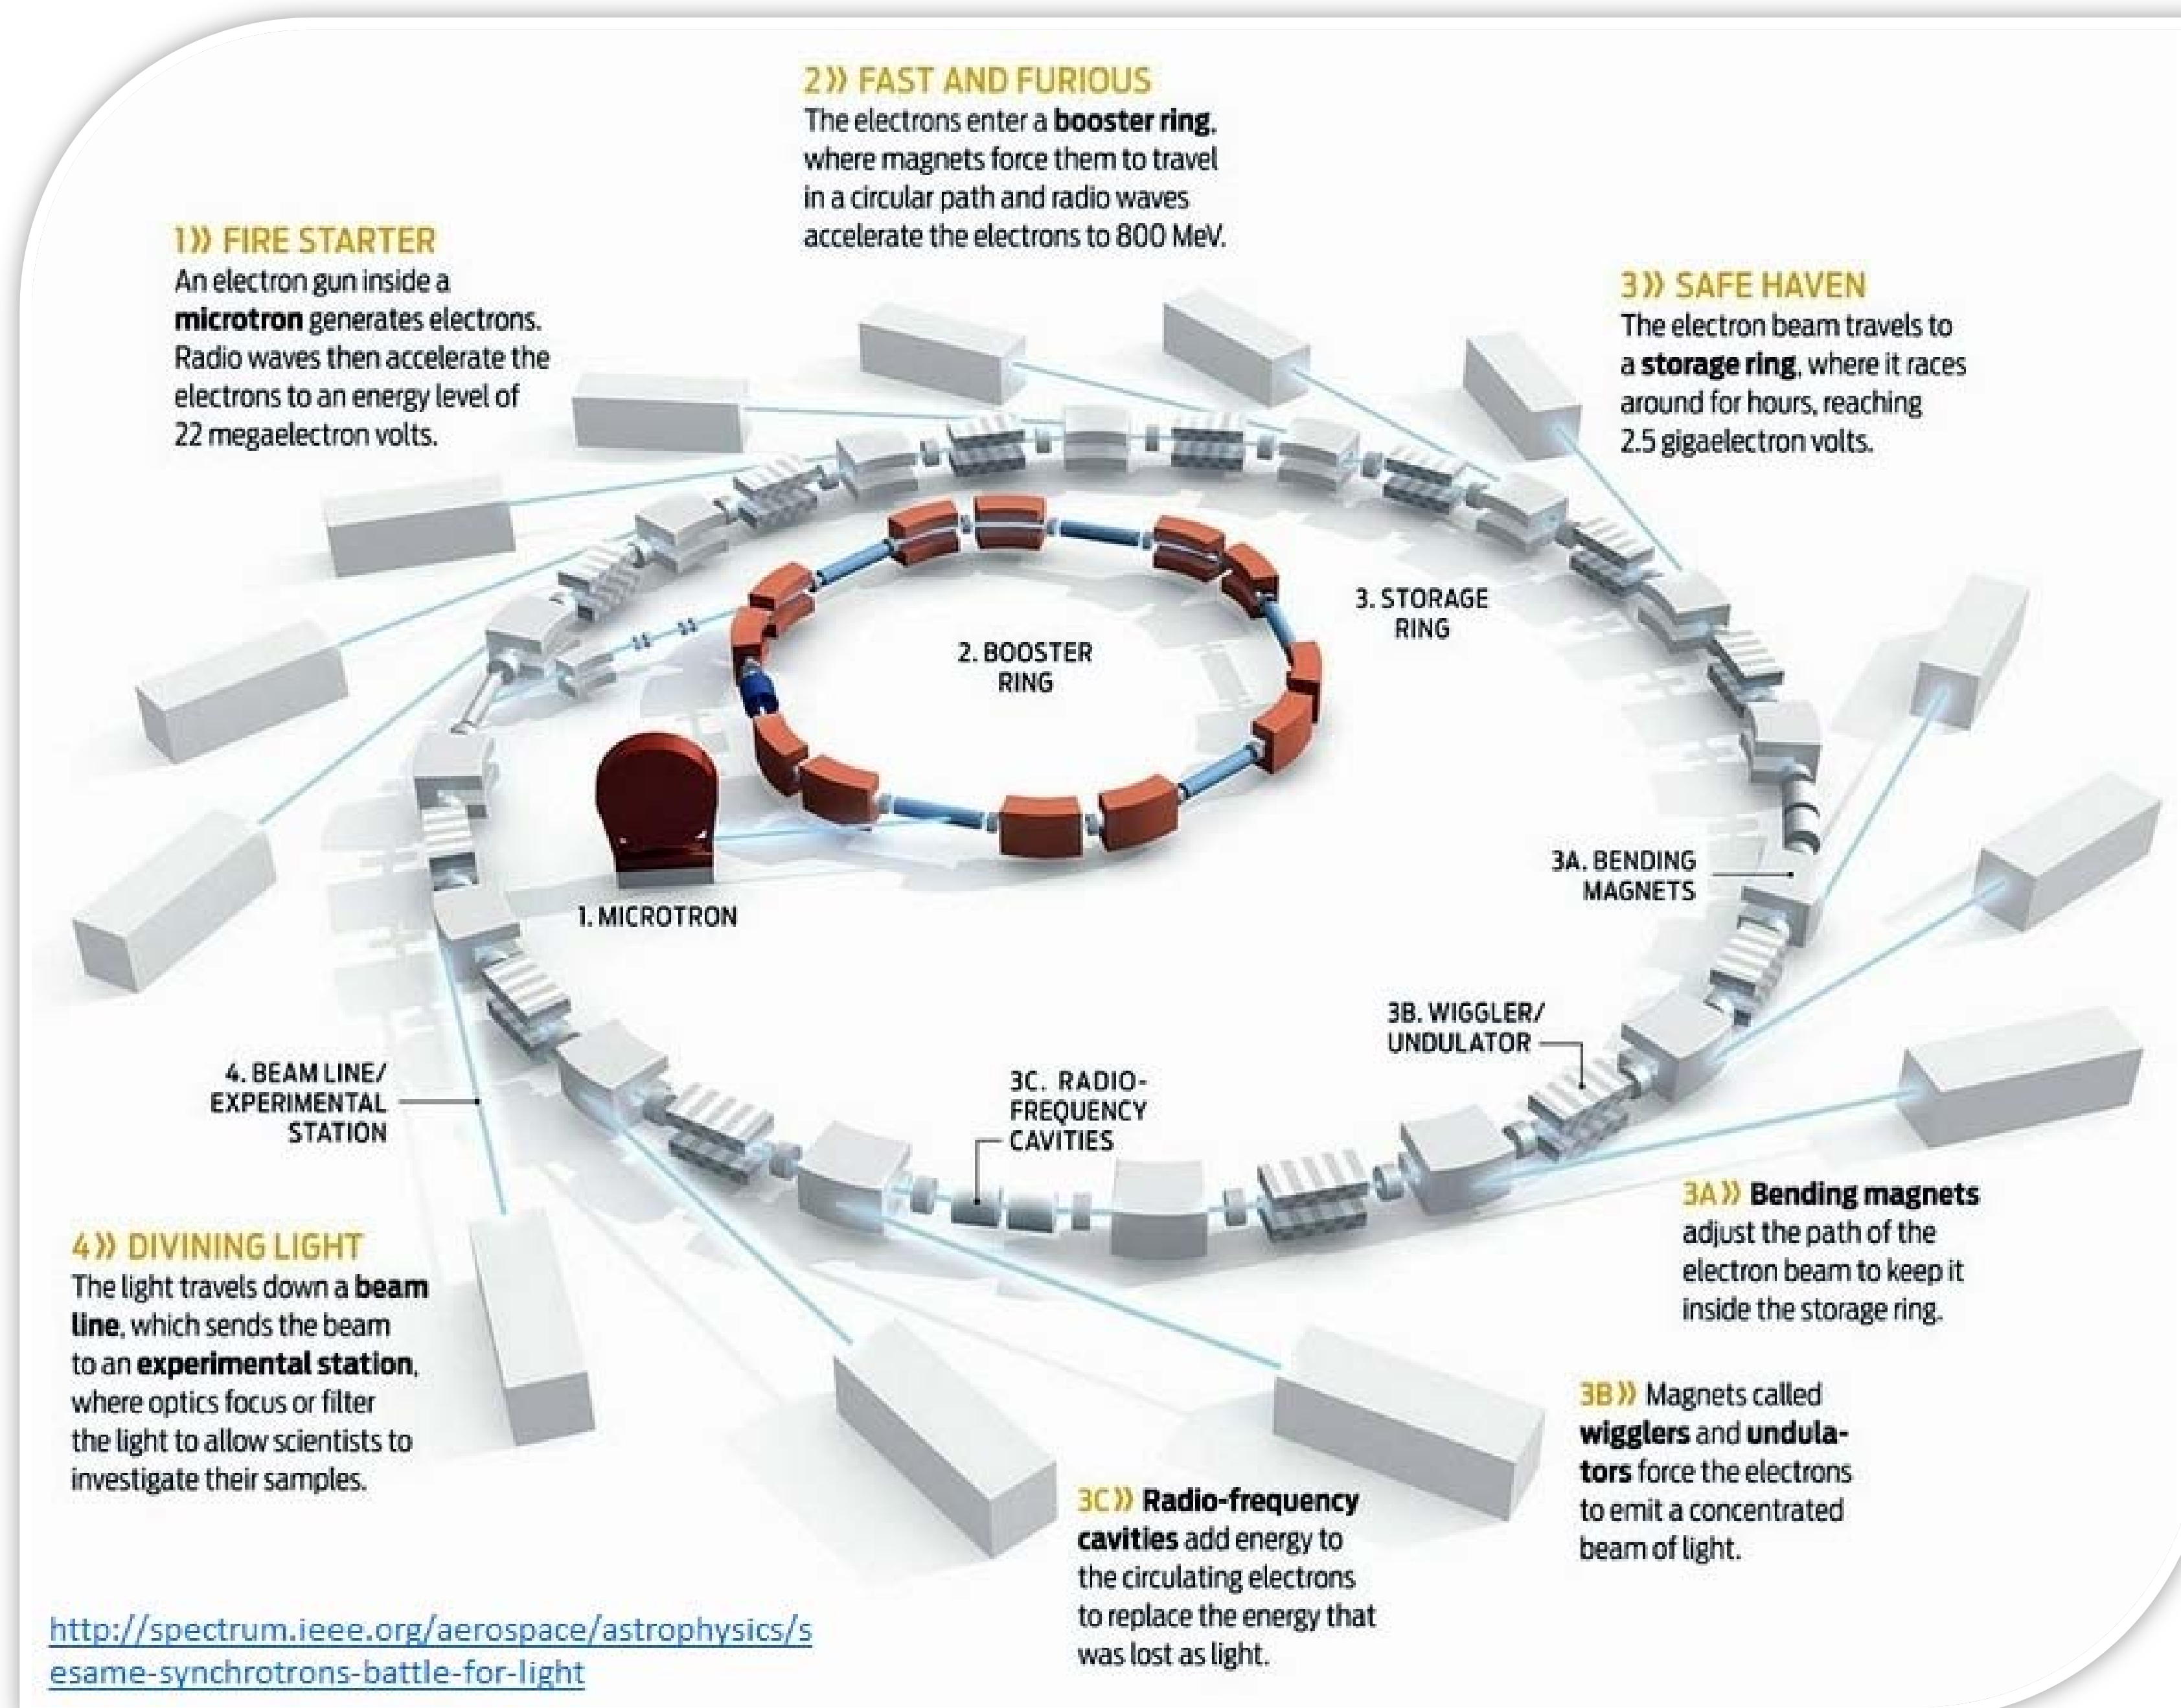 2» FAST AND FURIOUS
The electrons enter a booster ring,
where magnets force them to travel
in a circular path and radio waves
accelerate the electrons to 800 MeV.
1» FIRE STARTER
An electron gun inside a
microtron generates electrons.
Radio waves then accelerate the
electrons to an energy level of
22 megaelectron volts.
3» SAFE HAVEN
The electron beam travels to
a storage ring, where it races
around for hours, reaching
2.5 gigaelectron volts.
3. STORAGE
RING
2. BOOSTER
RING
3A. BENDING
MAGNETS
1. MICROTRON
3B. WIGGLER/
UNDULATOR
4. BEAM LINE/
EXPERIMENTAL
STATION
3C. RADIO-
FREQUENCY
CAVITIES
3A» Bending magnets
adjust the path of the
electron beam to keep it
inside the storage ring.
4» DIVINING LIGHT
The light travels down a beam
line, which sends the beam
to an experimental station,
where optics focus or filter
the light to allow scientists to
investigate their samples.
3B» Magnets called
wigglers and undula-
tors force the electrons
to emit a concentrated
beam of light.
3C» Radio-frequency
cavities add energy to
the circulating electrons
to replace the energy that
was lost as light.
http://spectrum.ieee.org/aerospace/astrophysics/s
esame-synchrotrons-battle-for-light